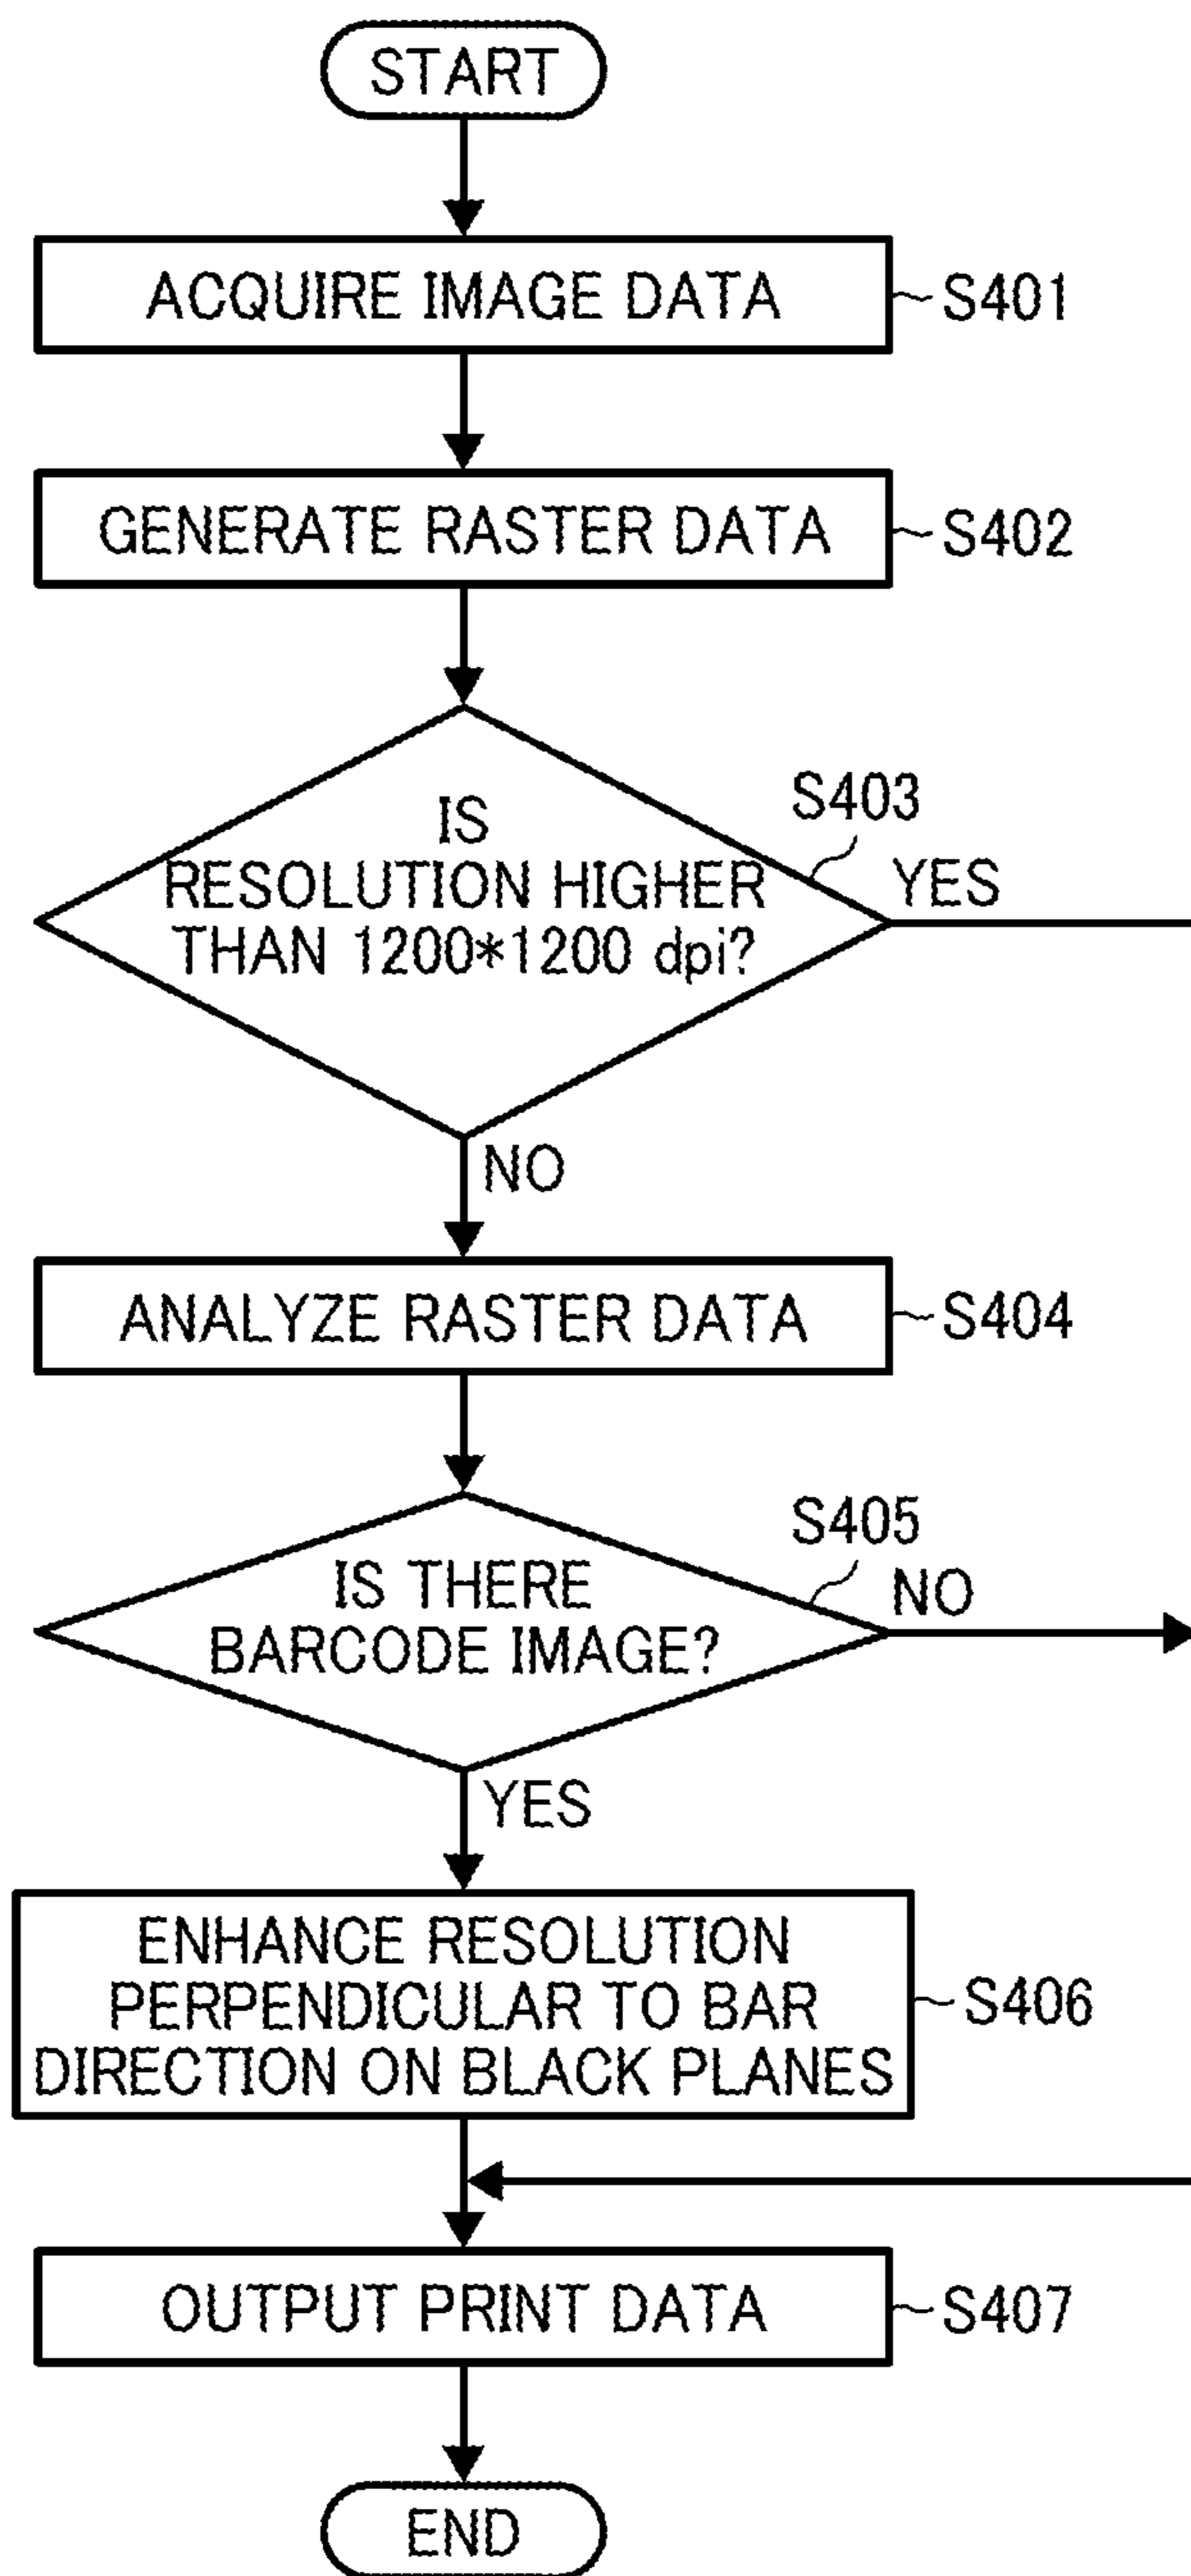 START
ACQUIRE IMAGE DATA
S401
GENERATE RASTER DATA
S402
S403
IS
RESOLUTION HIGHER
THAN 1200*1200 dpi?
YES
NO
ANALYZE RASTER DATA
S404
S405
IS THERE
BARCODE IMAGE?
NO
YES
ENHANCE RESOLUTION
PERPENDICULAR TO BAR
DIRECTION ON BLACK PLANES
S406
OUTPUT PRINT DATA
S407
END